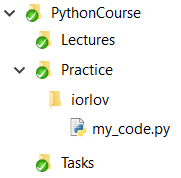 PythonCourse
Lectures
Practice
iorlov
my_code.py
Tasks